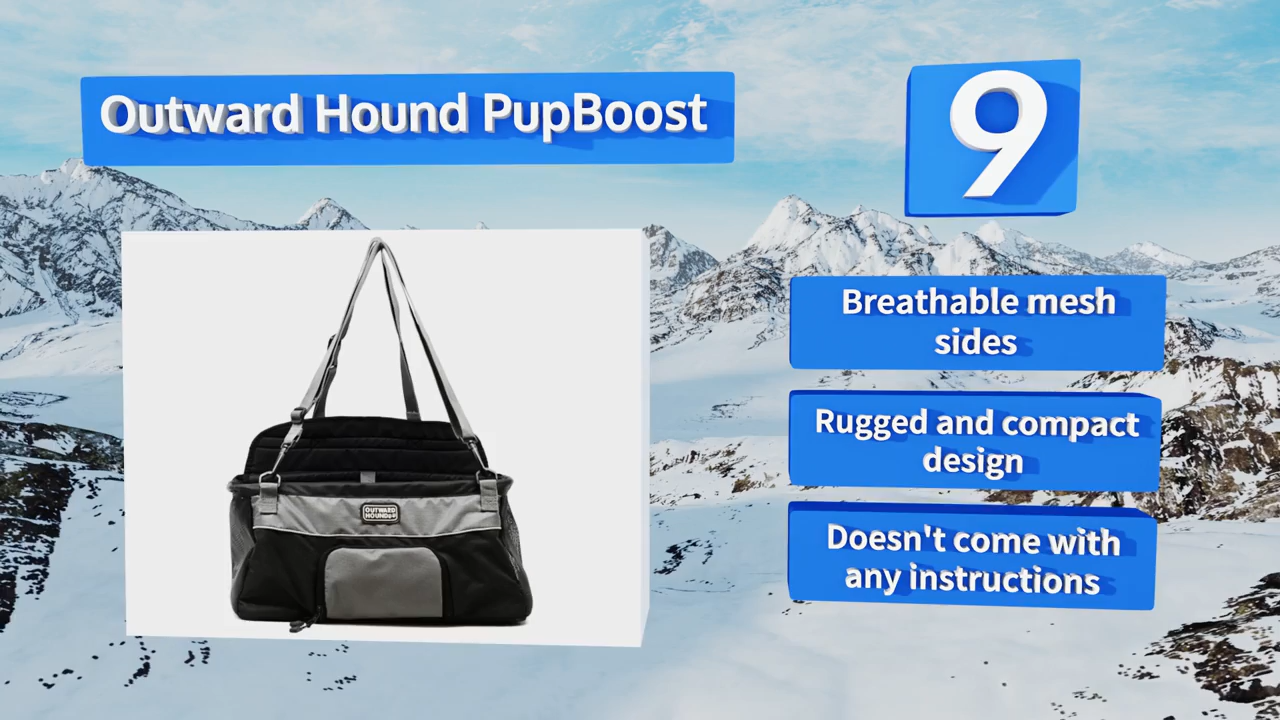 Outward Hound PupBoost
9
Breathable mesh
sides
Rugged and compact
design
Doesn't come with
any instructions
OUTWARD
HOUND